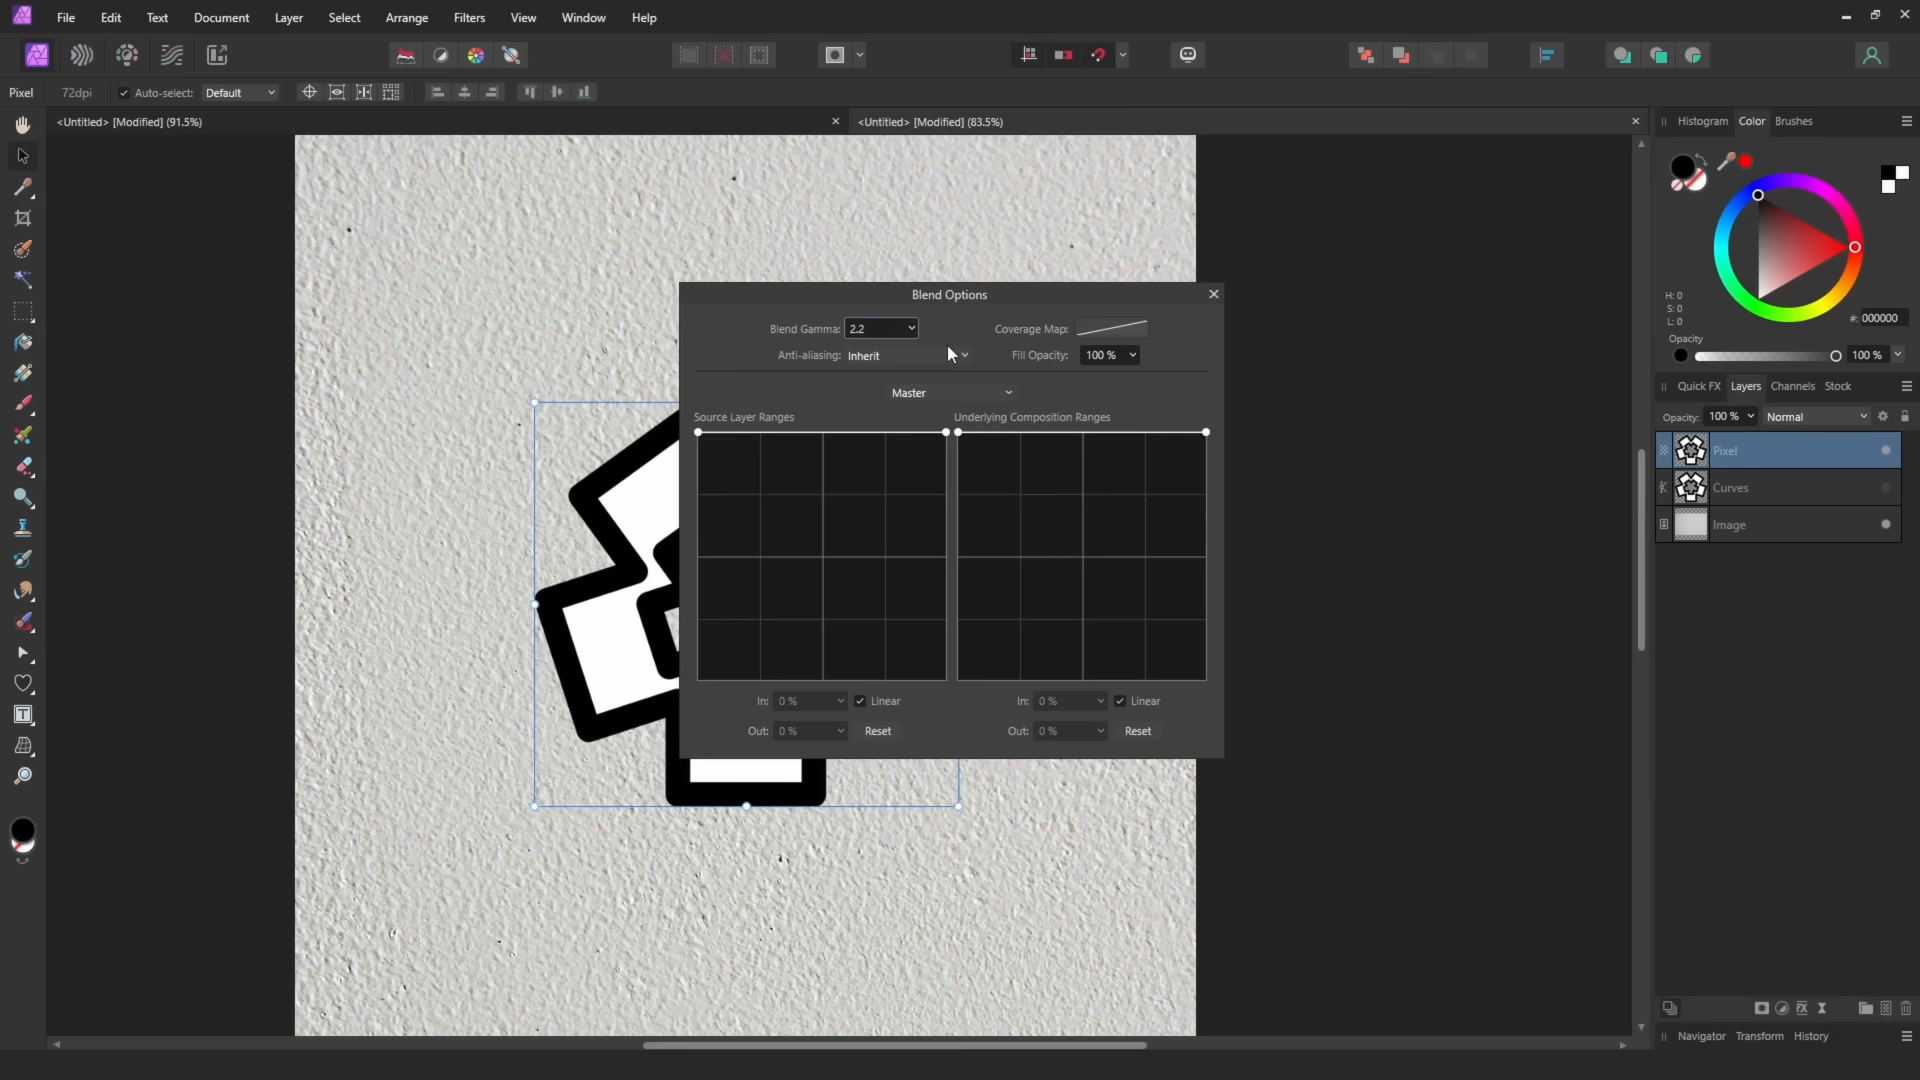 File Edit Text Document Layer Select Arrange Filters View Window Help
Pixel 72dpi Auto-select: Default
<Untitled> [Modified] (91.5%) <Untitled> [Modified] (83.5%)
Histogram Color Brushes
H: 0
S: 0
L: 0
#: 000000
Opacity
100 %
Quick FX Layers Channels Stock
Opacity: 100 % Normal
Pixel
Curves
Image
Blend Options
Blend Gamma: 2.2 Coverage Map:
Anti-aliasing: Inherit Fill Opacity: 100 %
Master
Source Layer Ranges Underlying Composition Ranges
In: 0 % Linear In: 0 % Linear
Out: 0 % Reset Out: 0 % Reset
Navigator Transform History